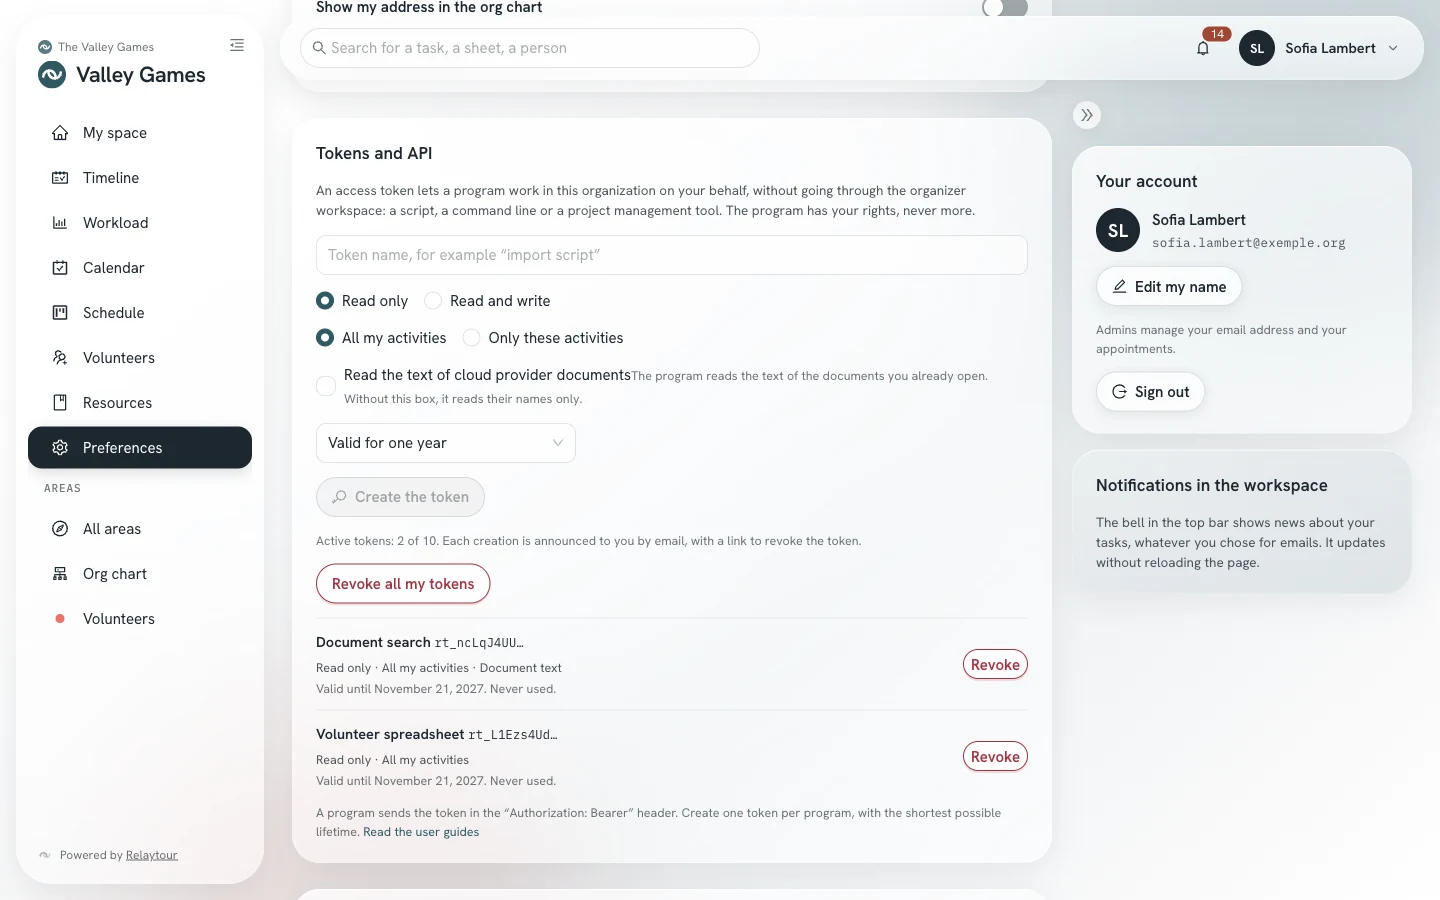 Show my address in the org chart
The Valley Games
Valley Games
Search for a task, a sheet, a person
14
SL
Sofia Lambert
My space
Timeline
Workload
Calendar
Schedule
Volunteers
Resources
Preferences
AREAS
All areas
Org chart
Volunteers
Powered by Relaytour
Tokens and API
An access token lets a program work in this organization on your behalf, without going through the organizer
workspace: a script, a command line or a project management tool. The program has your rights, never more.
Token name, for example “import script”
Read only
Read and write
All my activities
Only these activities
Read the text of cloud provider documentsThe program reads the text of the documents you already open.
Without this box, it reads their names only.
Valid for one year
Create the token
Active tokens: 2 of 10. Each creation is announced to you by email, with a link to revoke the token.
Revoke all my tokens
Document search rt_ncLqJ4UU…
Read only · All my activities · Document text
Valid until November 21, 2027. Never used.
Revoke
Volunteer spreadsheet rt_L1Ezs4Ud…
Read only · All my activities
Valid until November 21, 2027. Never used.
Revoke
A program sends the token in the “Authorization: Bearer” header. Create one token per program, with the shortest possible
lifetime. Read the user guides
Your account
SL
Sofia Lambert
sofia.lambert@exemple.org
Edit my name
Admins manage your email address and your
appointments.
Sign out
Notifications in the workspace
The bell in the top bar shows news about your
tasks, whatever you chose for emails. It updates
without reloading the page.